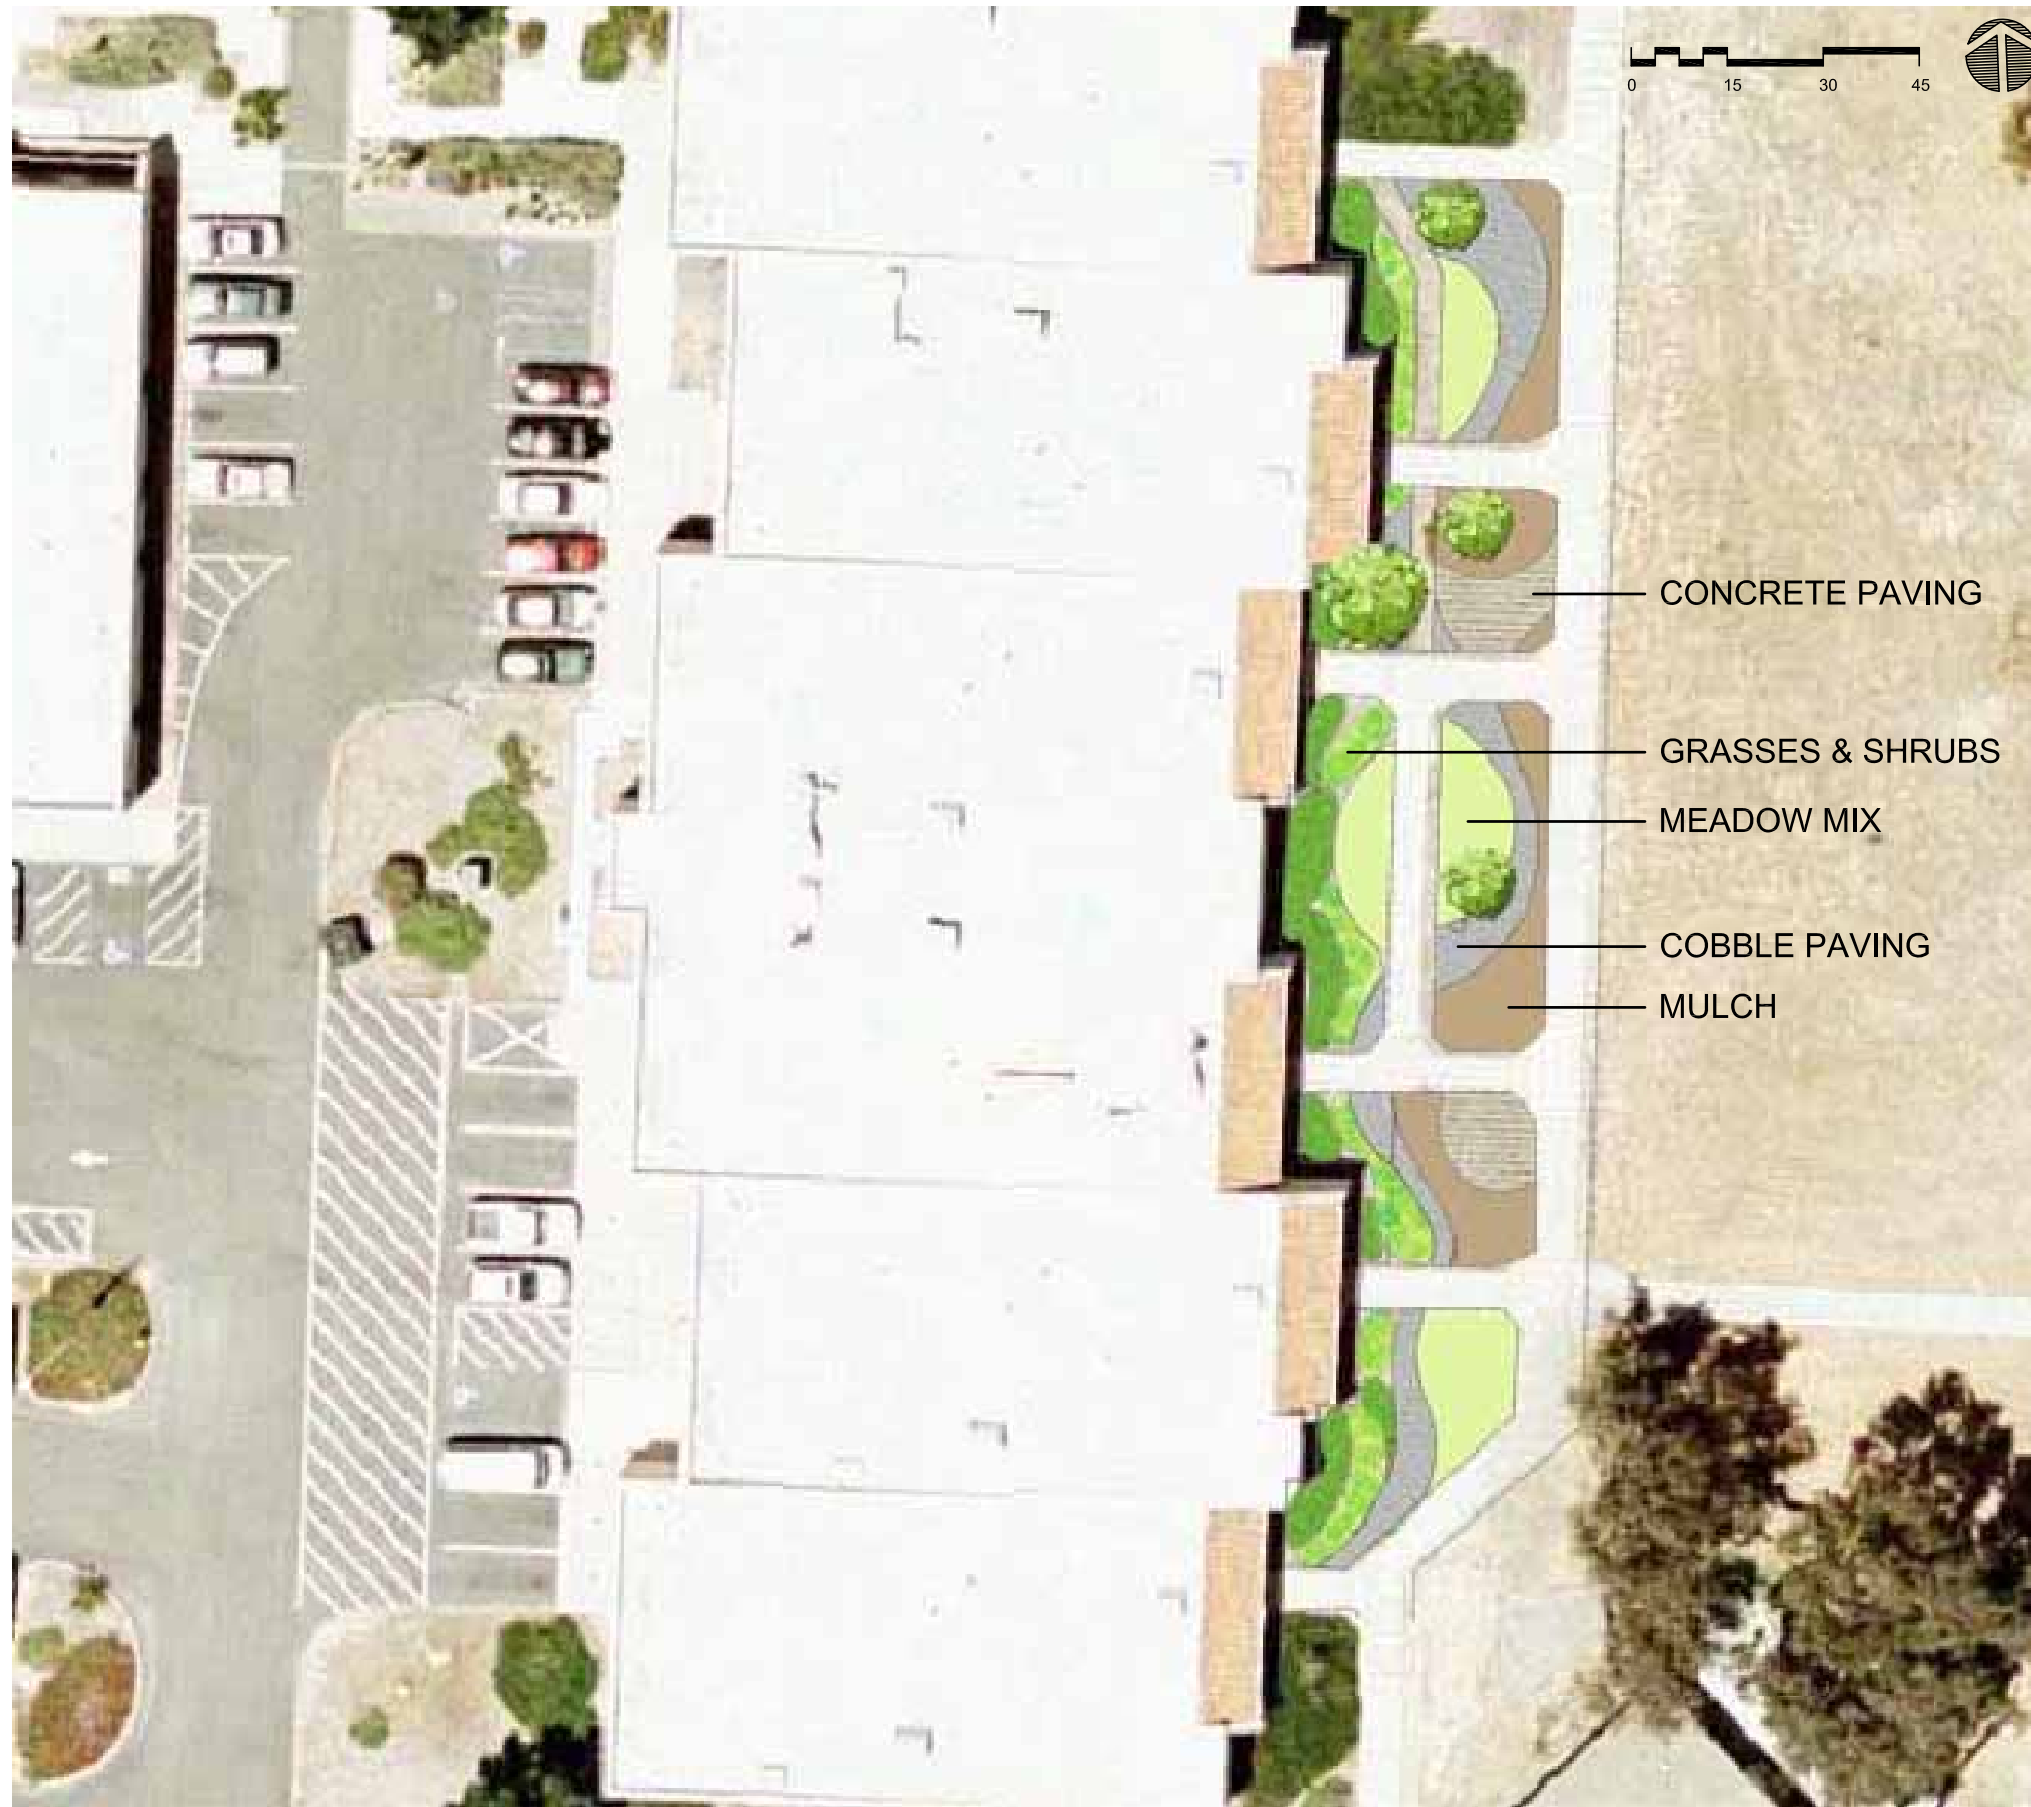 0 15 30 45
CONCRETE PAVING
GRASSES & SHRUBS
MEADOW MIX
COBBLE PAVING
MULCH